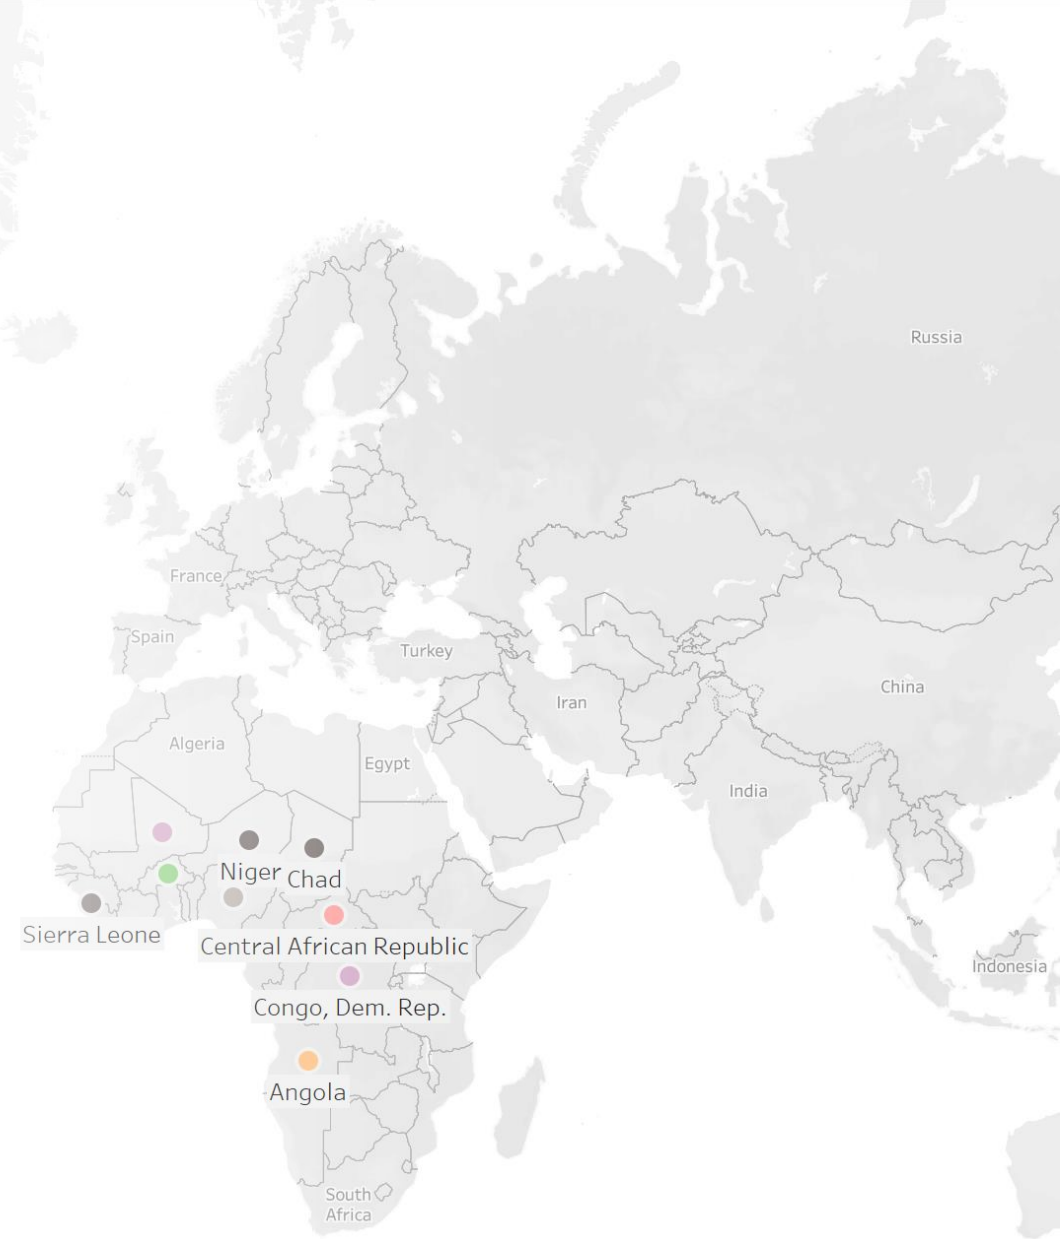 Russia
France
Spain
Turkey
China
Iran
Algeria
Egypt
India
Niger
Chad
Sierra Leone
Central African Republic
Indonesia
Congo, Dem. Rep.
Angola
South
Africa